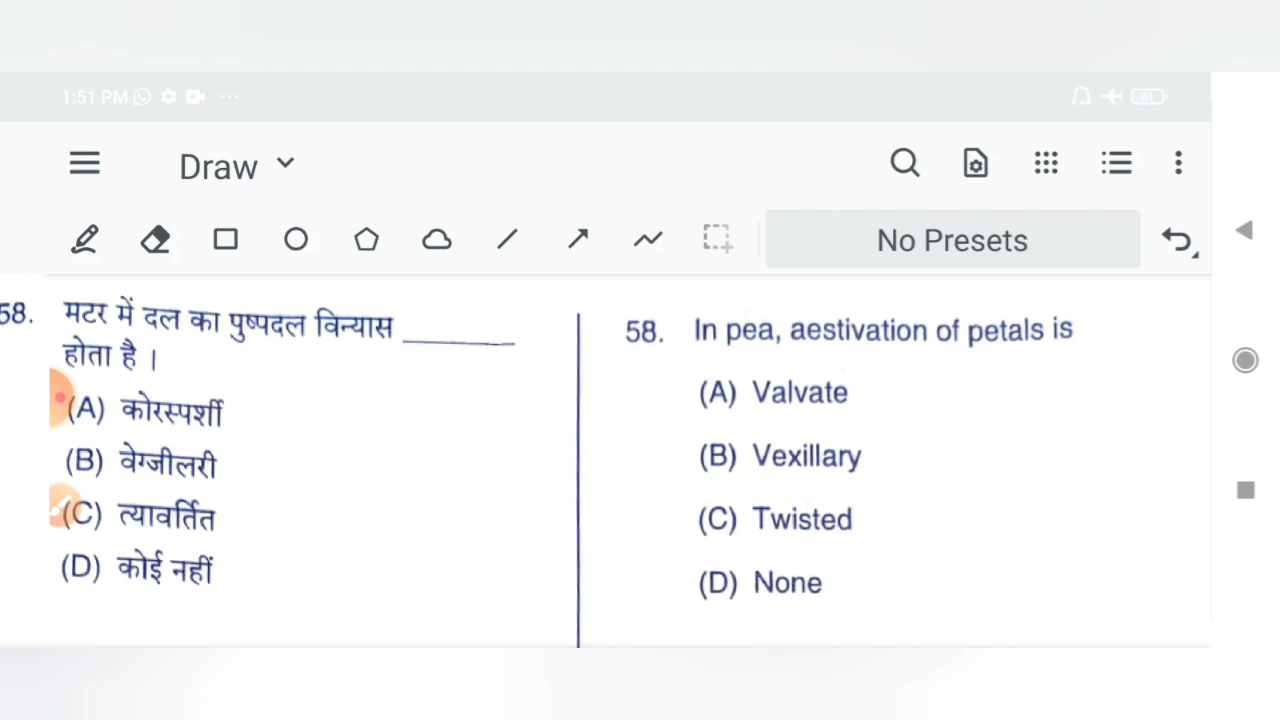 1:51 PM
61
Draw
No Presets
58. मटर में दल का पुष्पदल विन्यास ________
होता है ।
(A) कोरस्पर्शी
(B) वेग्जीलरी
(C) त्यावर्तित
(D) कोई नहीं
58. In pea, aestivation of petals is
(A) Valvate
(B) Vexillary
(C) Twisted
(D) None